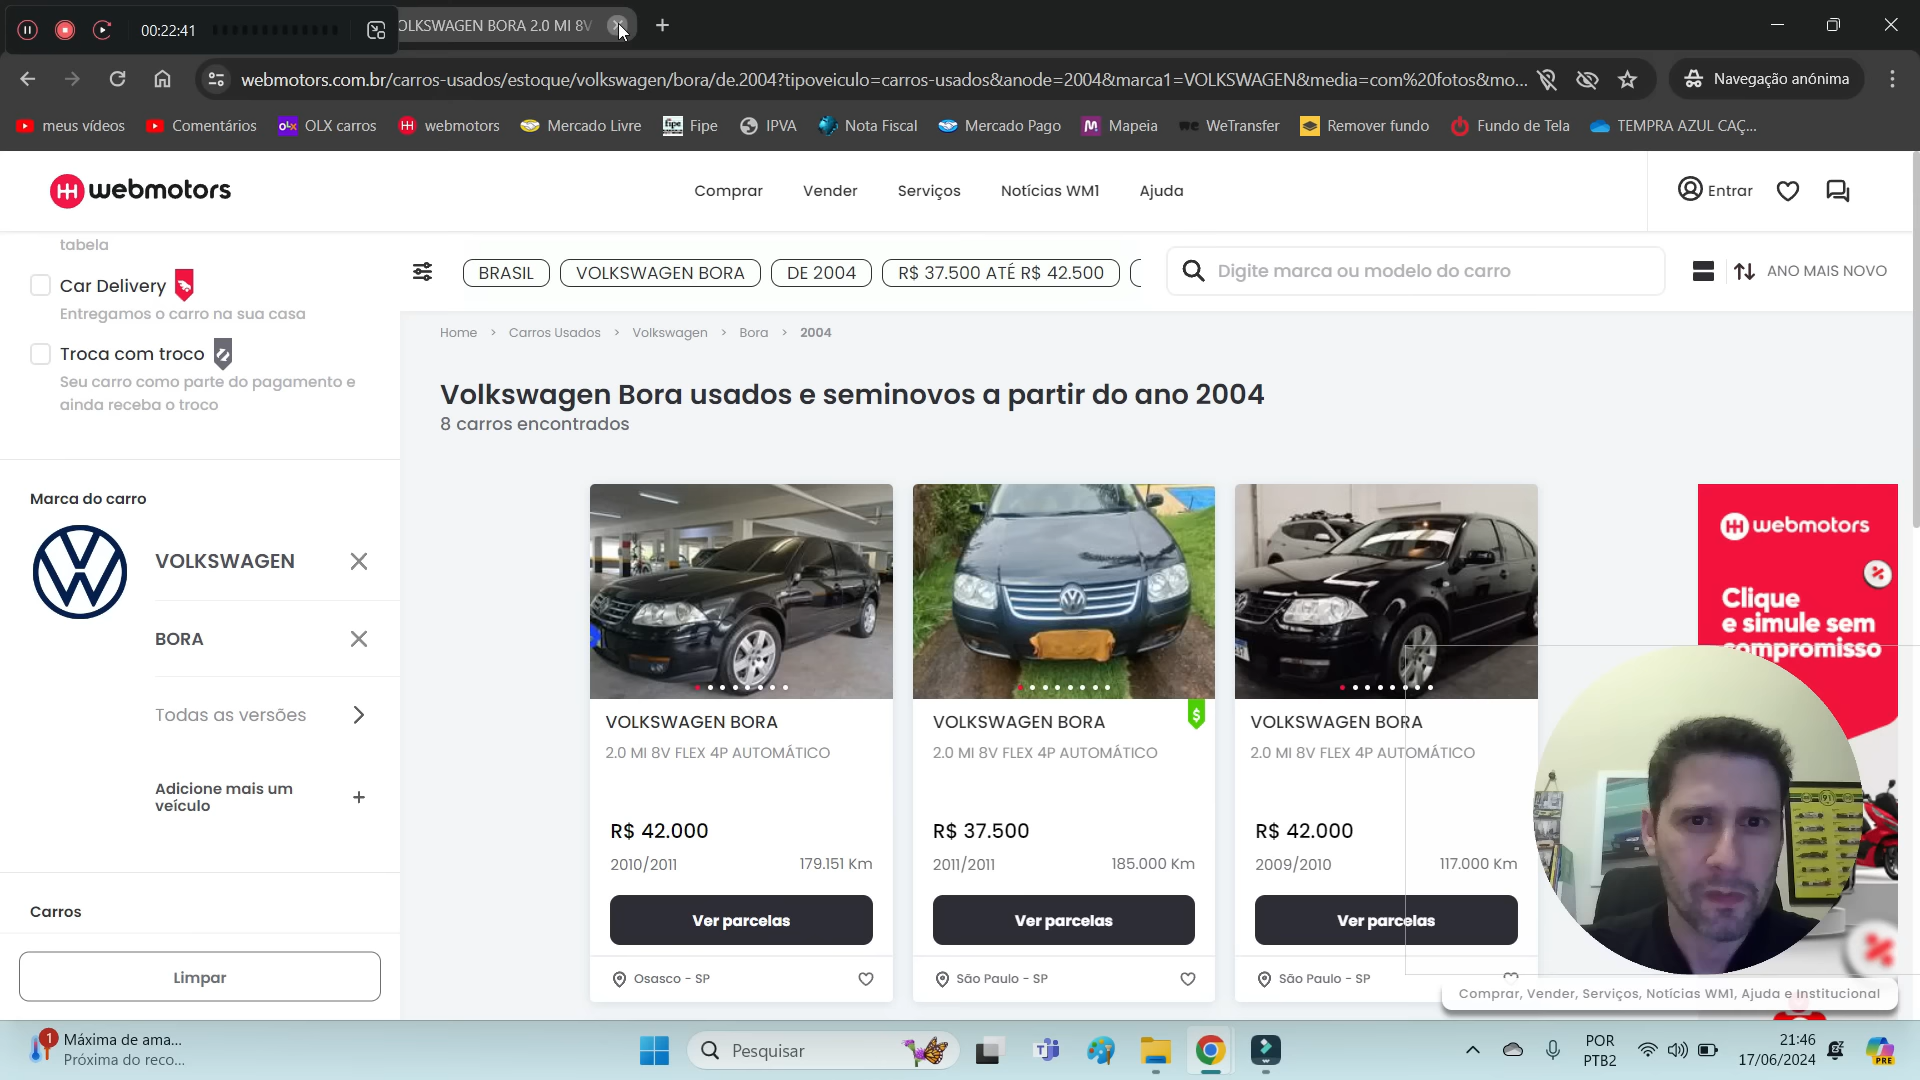 00:22:41
OLKSWAGEN BORA 2.0 MI 8V
webmotors.com.br/carros-usados/estoque/volkswagen/bora/de.2004?tipoveiculo=carros-usados&anode=2004&marca1=VOLKSWAGEN&media=com%20fotos&mo...
Navegação anónima
meus vídeos
Comentários
OLX carros
webmotors
Mercado Livre
Fipe
IPVA
Nota Fiscal
Mercado Pago
Mapeia
WeTransfer
Remover fundo
Fundo de Tela
TEMPRA AZUL CAÇ...
webmotors
Comprar
Vender
Serviços
Notícias WM1
Ajuda
Entrar
tabela
Car Delivery
Entregamos o carro na sua casa
Troca com troco
Seu carro como parte do pagamento e
ainda receba o troco
Marca do carro
VOLKSWAGEN
BORA
Todas as versões
Adicione mais um
veículo
Carros
Limpar
BRASIL
VOLKSWAGEN BORA
DE 2004
R$ 37.500 ATÉ R$ 42.500
Digite marca ou modelo do carro
ANO MAIS NOVO
Home > Carros Usados > Volkswagen > Bora > 2004
Volkswagen Bora usados e seminovos a partir do ano 2004
8 carros encontrados
VOLKSWAGEN BORA
2.0 MI 8V FLEX 4P AUTOMÁTICO
R$ 42.000
2010/2011
179.151 Km
Ver parcelas
Osasco - SP
VOLKSWAGEN BORA
2.0 MI 8V FLEX 4P AUTOMÁTICO
R$ 37.500
2011/2011
185.000 Km
Ver parcelas
São Paulo - SP
VOLKSWAGEN BORA
2.0 MI 8V FLEX 4P AUTOMÁTICO
R$ 42.000
2009/2010
117.000 Km
Ver parcelas
São Paulo - SP
webmotors
Clique
e simule sem
compromisso
Comprar, Vender, Serviços, Notícias WM1, Ajuda e Institucional
1
Máxima de ama...
Próxima do reco...
Pesquisar
POR
PTB2
21:46
17/06/2024
PRE